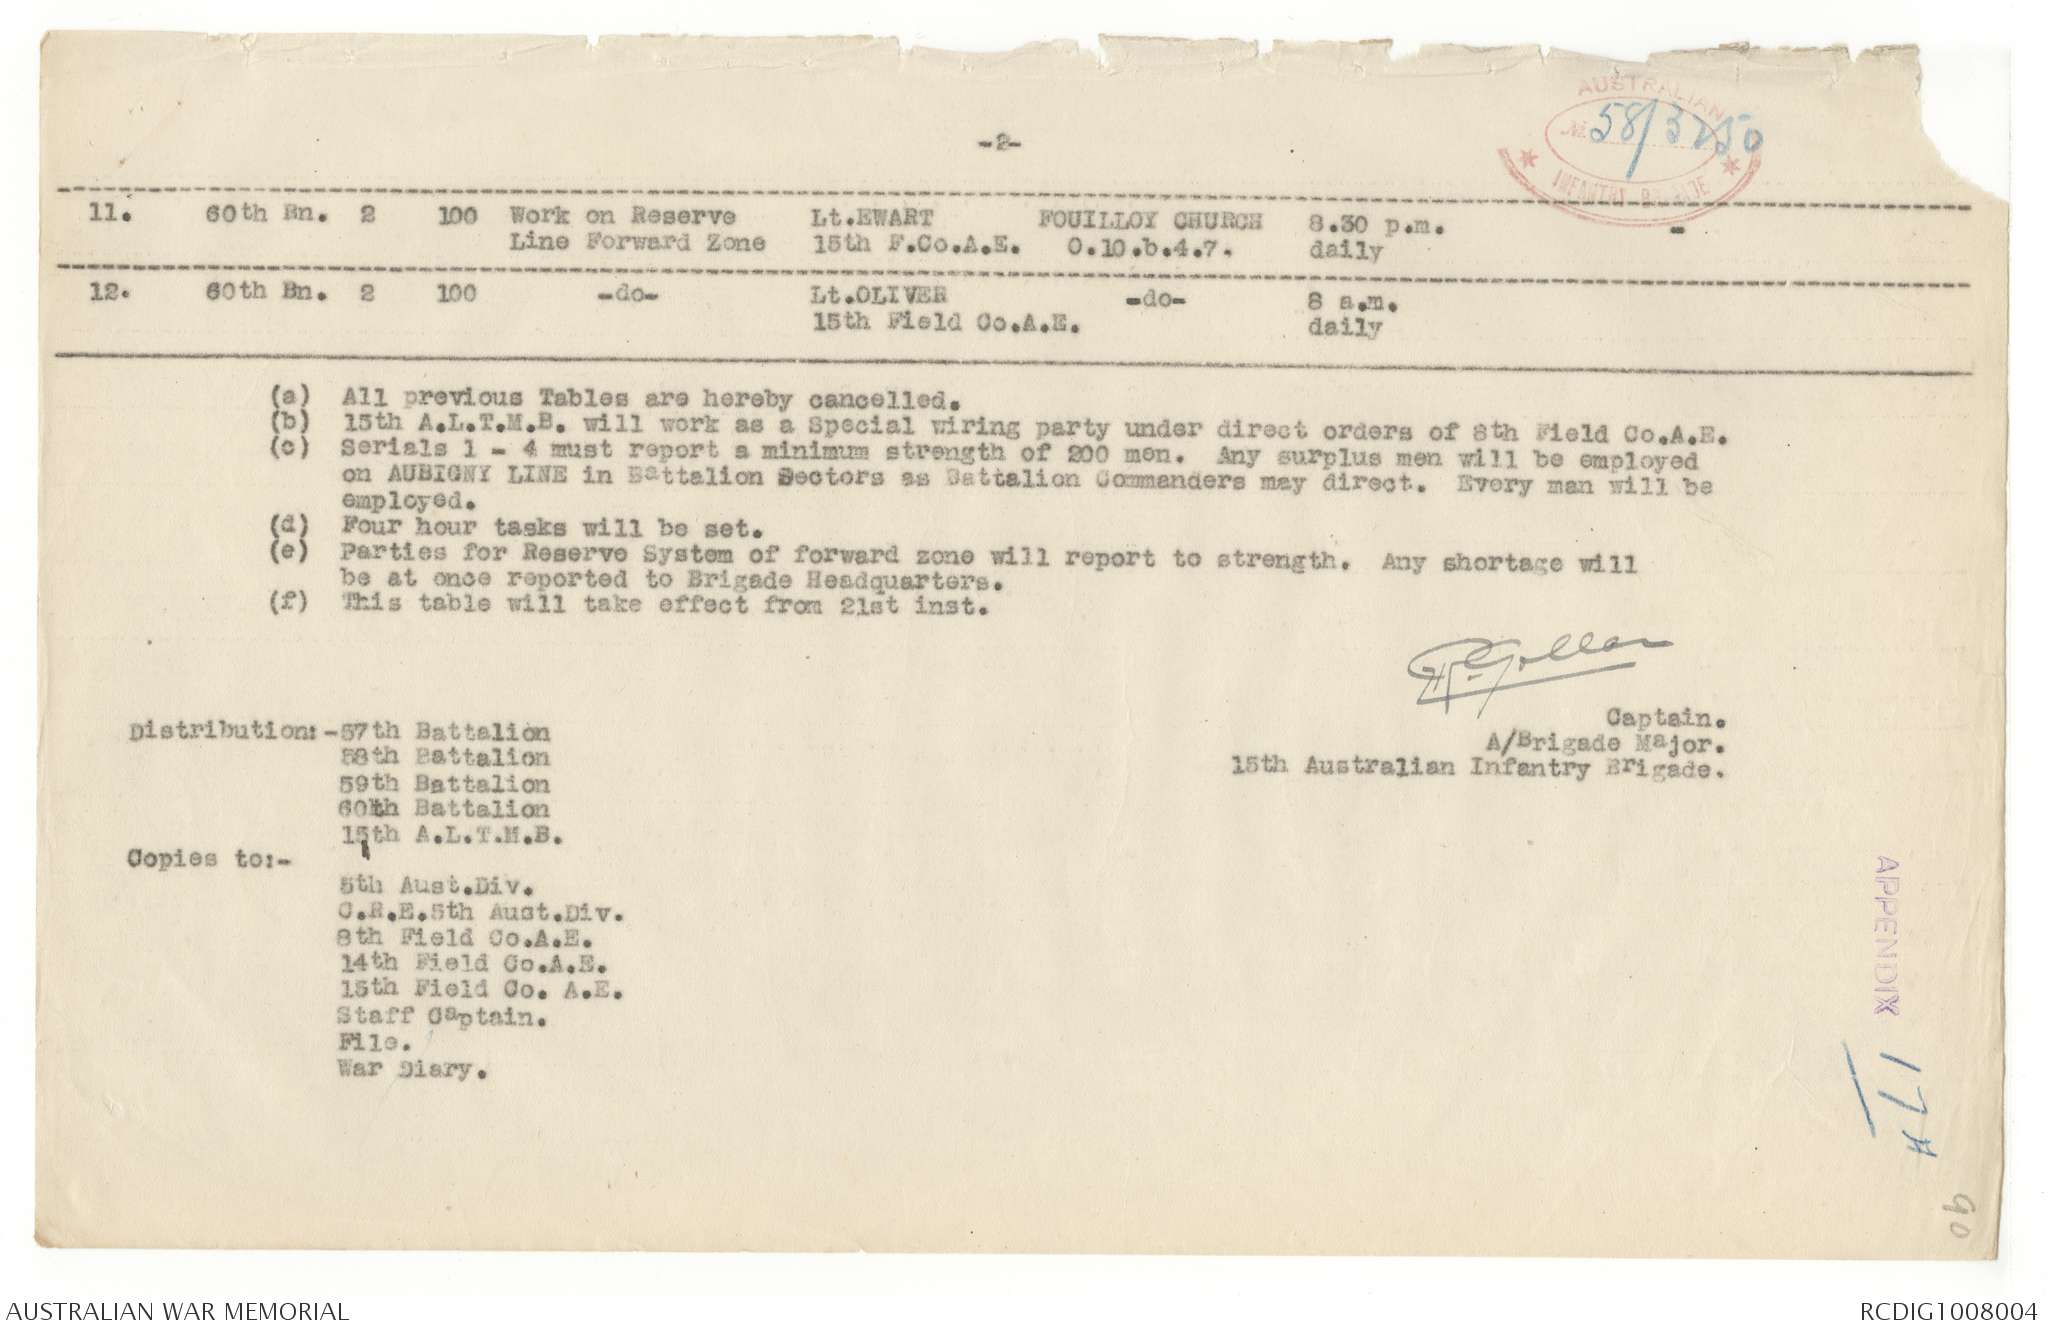 -2-
AUSTRALIAN
No. 58/3250
INFANTRY BRIGADE
11. 60th Bn. 2 100 Work on Reserve Lt.EWART FOUILLOY CHURCH 8.30 p.m. -
Line Forward Zone 15th F.Co.A.E. O.10.b.4.7. daily
12. 60th Bn. 2 100 -do- Lt.OLIVER -do- 8 a.m.
15th Field Co.A.E. daily
(a) All previous Tables are hereby cancelled.
(b) 15th A.L.T.M.B. will work as a Special wiring party under direct orders of 8th Field Co.A.E.
(c) Serials 1 - 4 must report a minimum strength of 200 men. Any surplus men will be employed
on AUBIGNY LINE in Battalion Sectors as Battalion Commanders may direct. Every man will be
employed.
(d) Four hour tasks will be set.
(e) Parties for Reserve System of forward zone will report to strength. Any shortage will
be at once reported to Brigade Headquarters.
(f) This table will take effect from 21st inst.
Captain.
A/Brigade Major.
15th Australian Infantry Brigade.
Distribution:-57th Battalion
58th Battalion
59th Battalion
60th Battalion
15th A.L.T.M.B.
Copies to:-
5th Aust.Div.
C.R.E.5th Aust.Div.
8th Field Co.A.E.
14th Field Co.A.E.
15th Field Co. A.E.
Staff Captain.
File.
War Diary.
APPENDIX 17A
90
AUSTRALIAN WAR MEMORIAL
RCDIG1008004